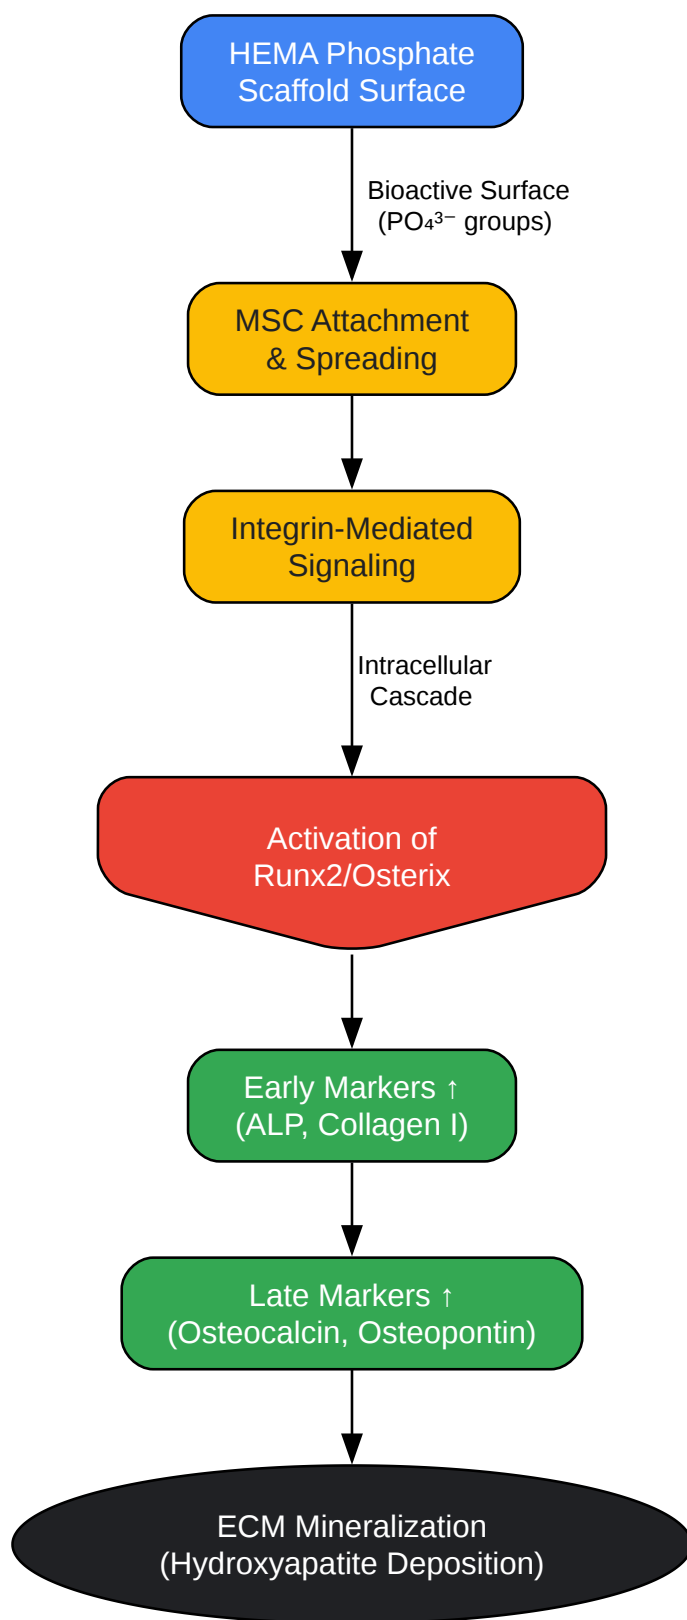 HEMA Phosphate
Scaffold Surface
Bioactive Surface
(PO₄³⁻ groups)
MSC Attachment
& Spreading
Integrin-Mediated
Signaling
Intracellular
Cascade
Activation of
Runx2/Osterix
Early Markers ↑
(ALP, Collagen I)
Late Markers ↑
(Osteocalcin, Osteopontin)
ECM Mineralization
(Hydroxyapatite Deposition)